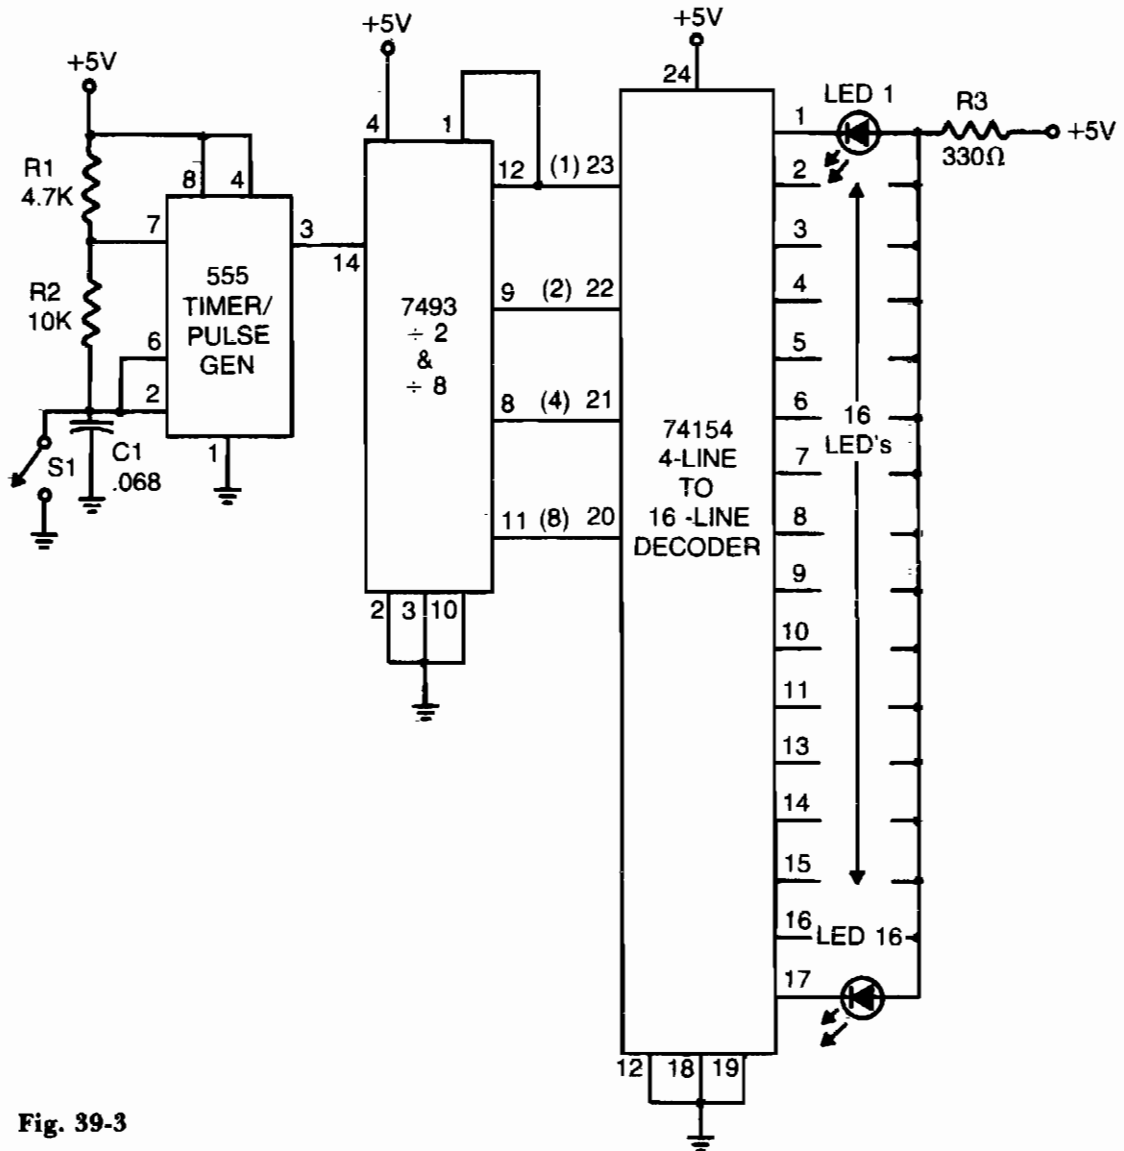 +5V
R1
4.7K
R2
10K
8
4
7
6
2
3
1
555
TIMER/
PULSE
GEN
S1
C1
.068
+5V
4
1
14
12
(1)
23
9
(2)
22
8
(4)
21
11
(8)
20
7493
÷ 2
&
÷ 8
2
3
10
+5V
24
74154
4-LINE
TO
16 -LINE
DECODER
12
18
19
1
2
3
4
5
6
7
8
9
10
11
13
14
15
16
17
LED 1
R3
330Ω
+5V
16
LED's
LED 16
Fig. 39-3